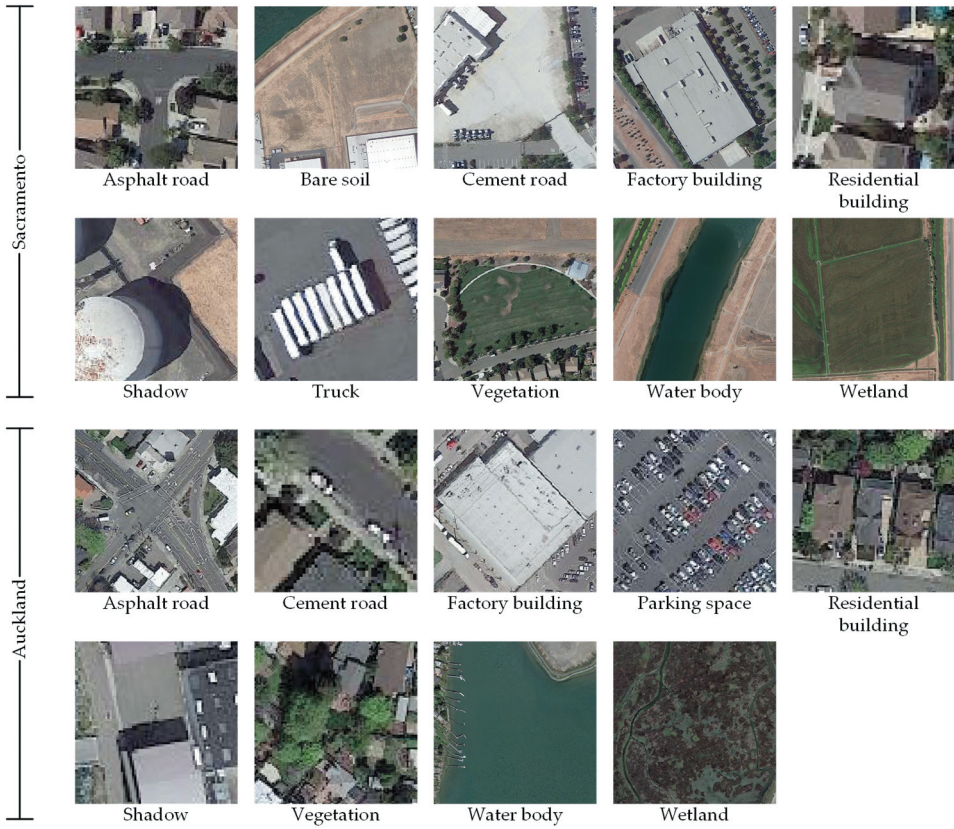 Sacramento
Asphalt road
Bare soil
Cement road
Factory building
Residential
building
Shadow
Truck
Vegetation
Water body
Wetland
Auckland
Asphalt road
Cement road
Factory building
Parking space
Residential
building
Shadow
Vegetation
Water body
Wetland